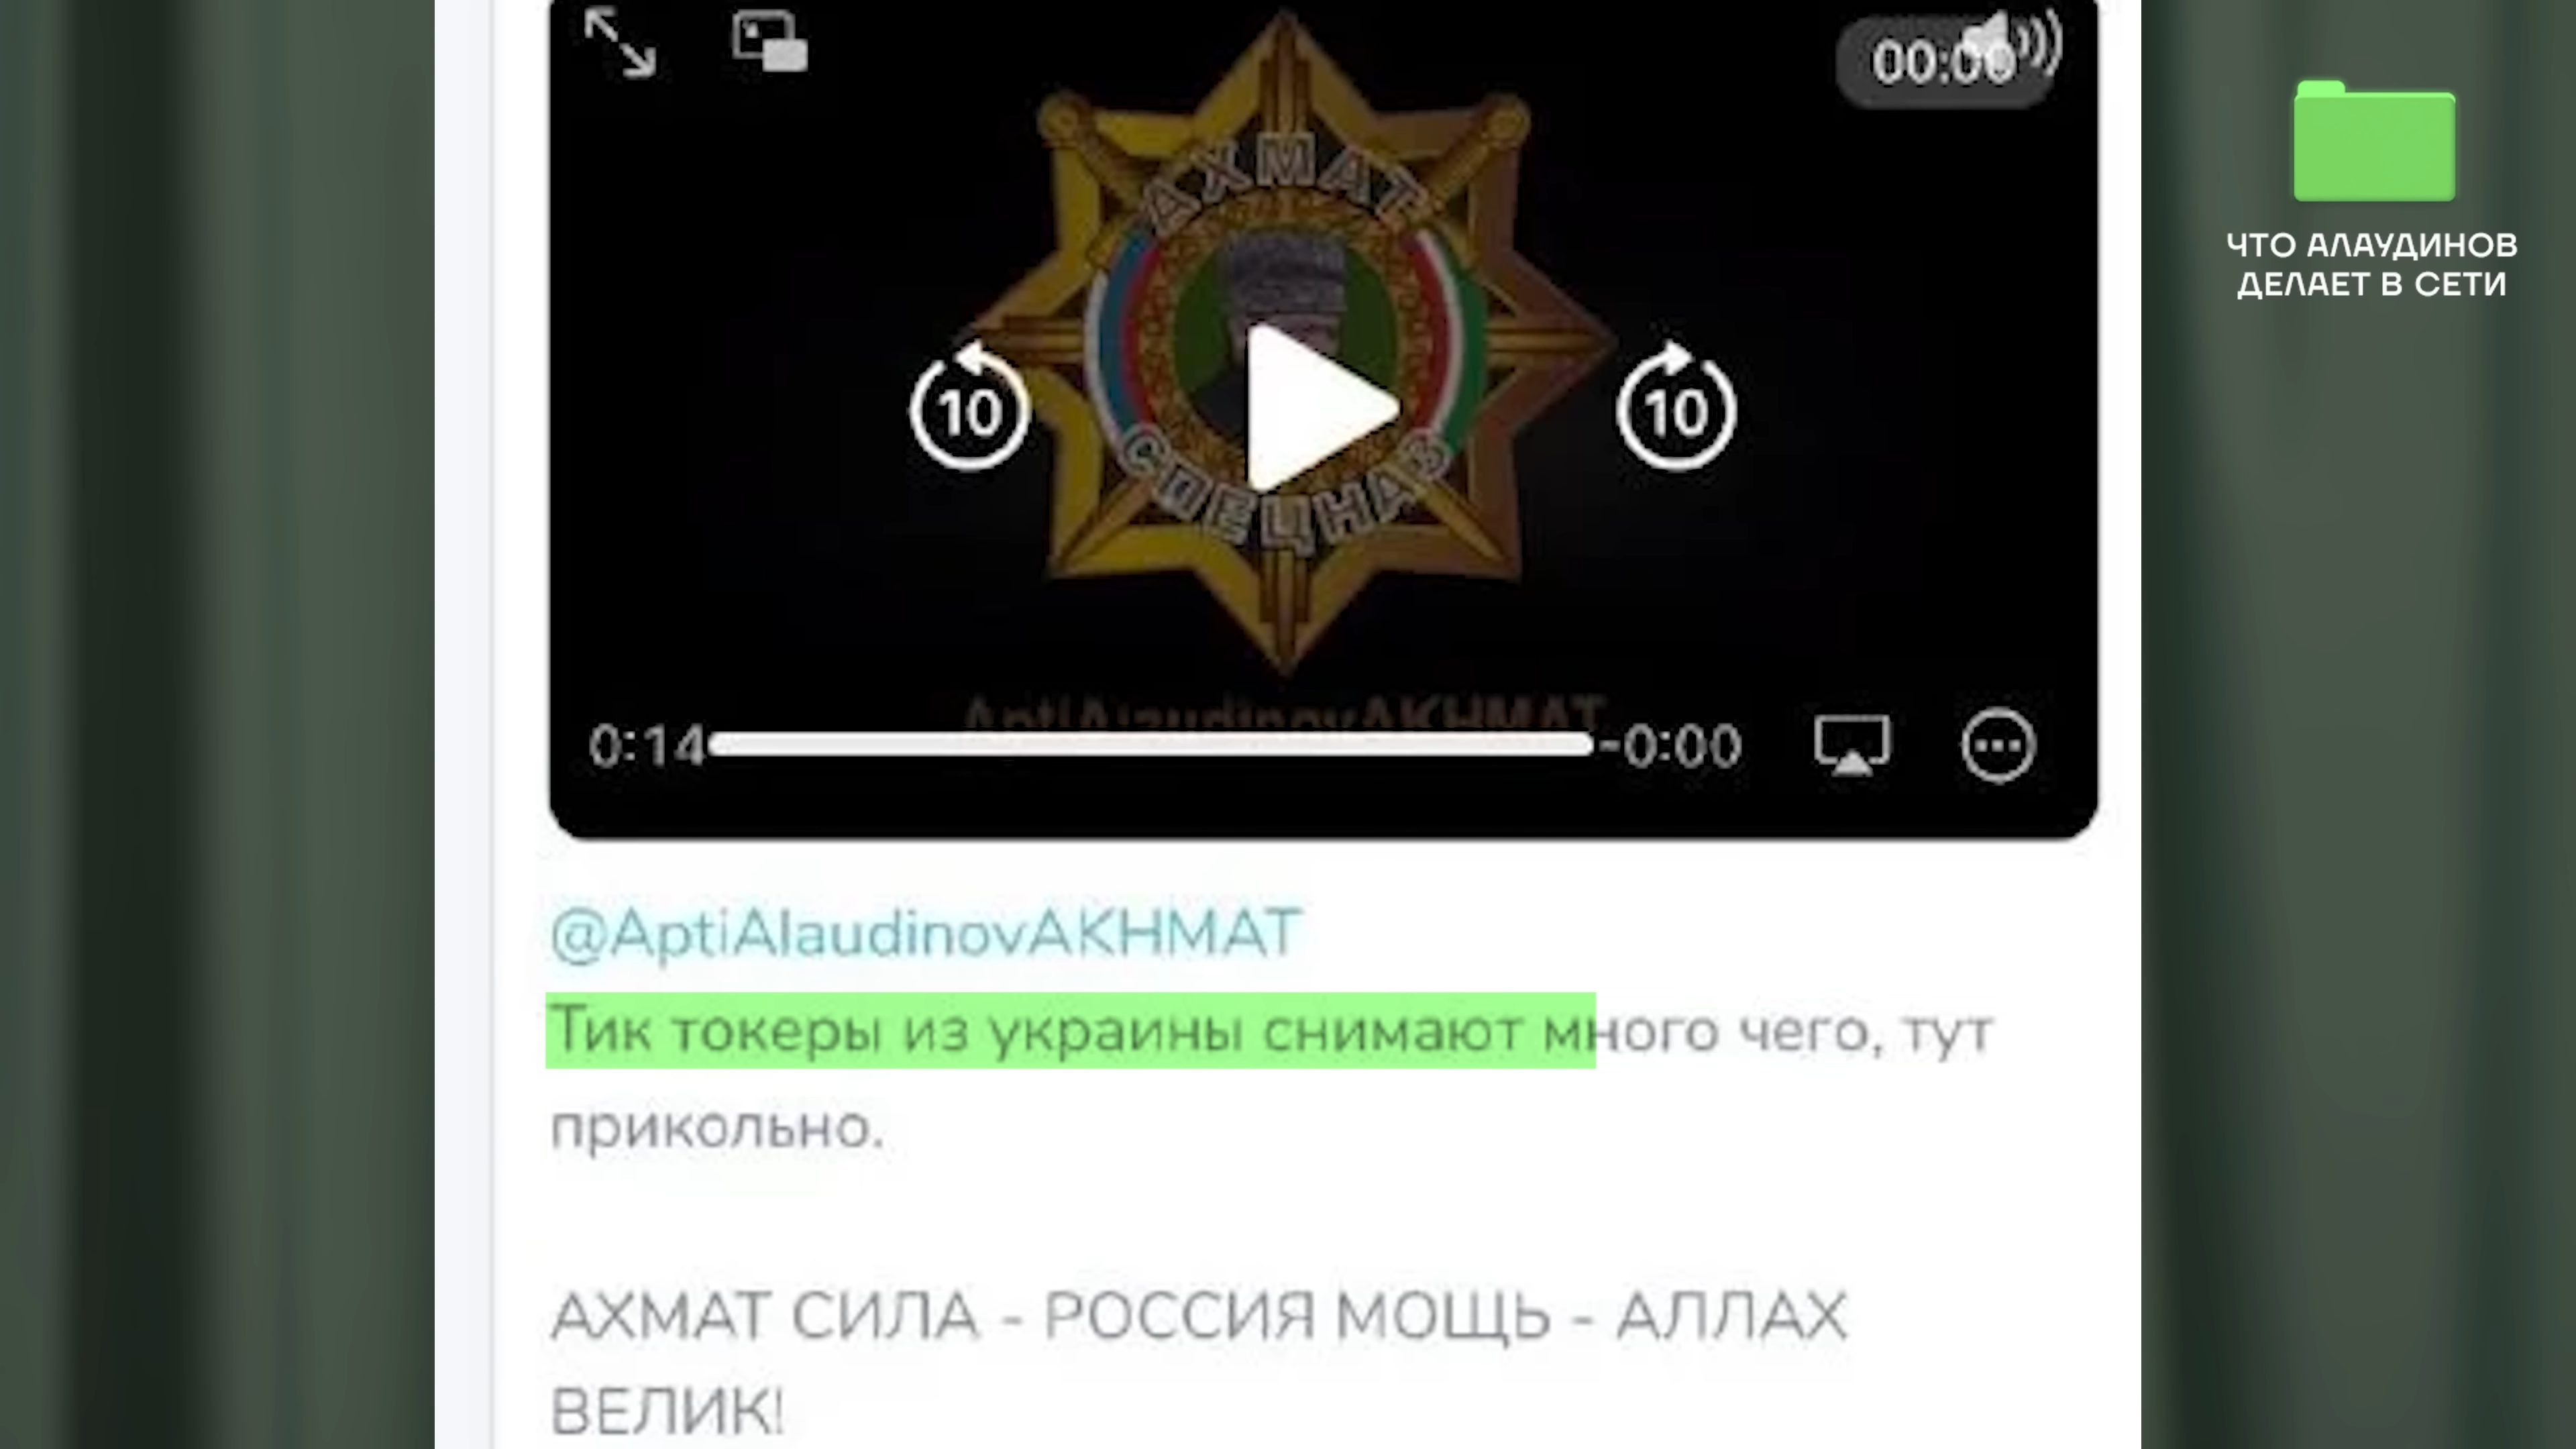 00:00
АХМАТ
10
10
СПЕЦНАЗ
AptiAlaudinovAKHMAT
0:14
-0:00
ЧТО АЛАУДИНОВ
ДЕЛАЕТ В СЕТИ
@AptiAlaudinovAKHMAT
Тик токеры из украины снимают много чего, тут
прикольно.
АХМАТ СИЛА - РОССИЯ МОЩЬ - АЛЛАХ
ВЕЛИК!